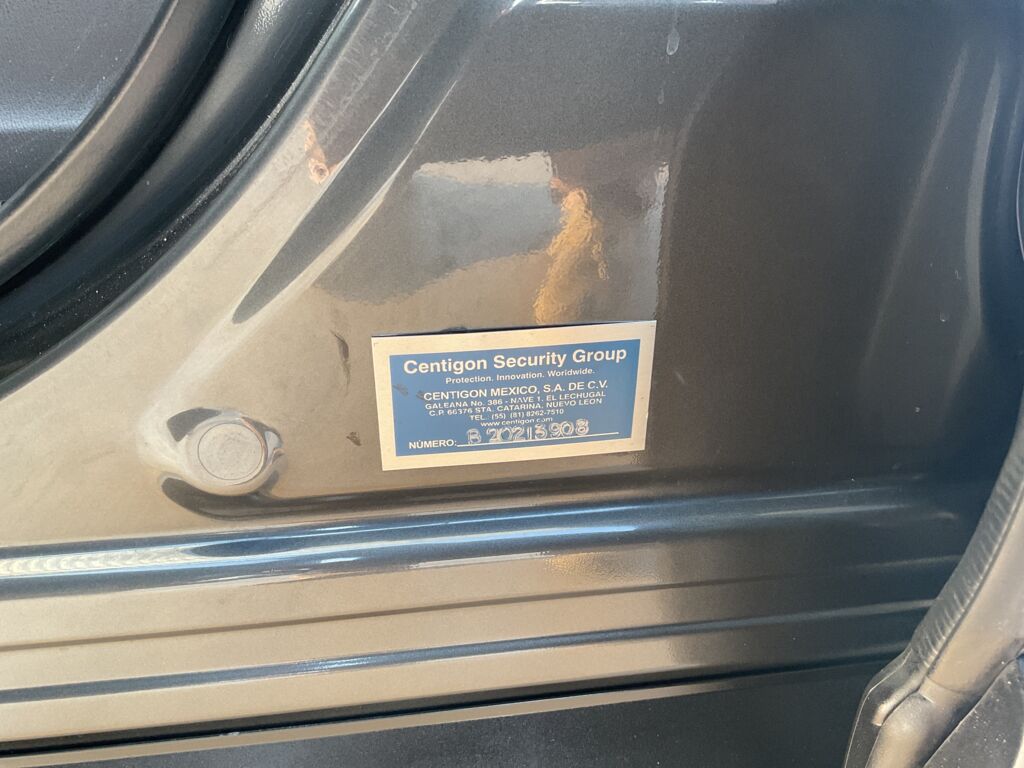 Centigon Security Group
Protection. Innovation. Worldwide.
CENTIGON MEXICO, S.A. DE C.V.
GALEANA No. 386 - NAVE 1. EL LECHUGAL
C.P. 66376 STA. CATARINA, NUEVO LEON
TEL. (55) (81) 8262-7510
www.centigon.com
NÚMERO: B 20213908